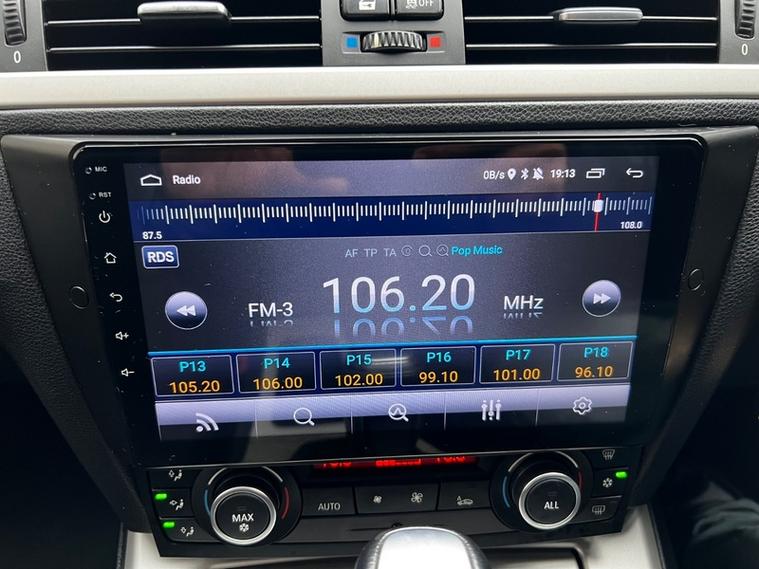 OFF
0
0
MIC
RST
Radio
0B/s 19:13
87.5
108.0
RDS
AF TP TA Pop Music
FM-3
106.20
MHz
P13 P14 P15 P16 P17 P18
105.20 106.00 102.00 99.10 101.00 96.10
MAX
AUTO
ALL